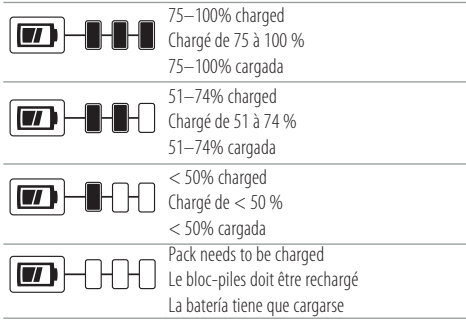 75–100% charged
Chargé de 75 à 100 %
75–100% cargada
51–74% charged
Chargé de 51 à 74 %
51–74% cargada
< 50% charged
Chargé de < 50 %
< 50% cargada
Pack needs to be charged
Le bloc-piles doit être rechargé
La batería tiene que cargarse